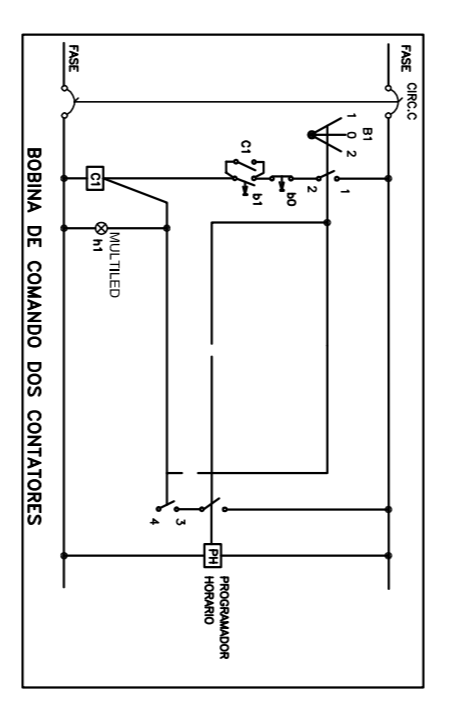 FASE
CIRC.C
B1
1
0
2
1
2
b0
C1
b1
3
4
PH
PROGRAMADOR
HORARIO
C1
MULTILED
h1
FASE
BOBINA DE COMANDO DOS CONTATORES